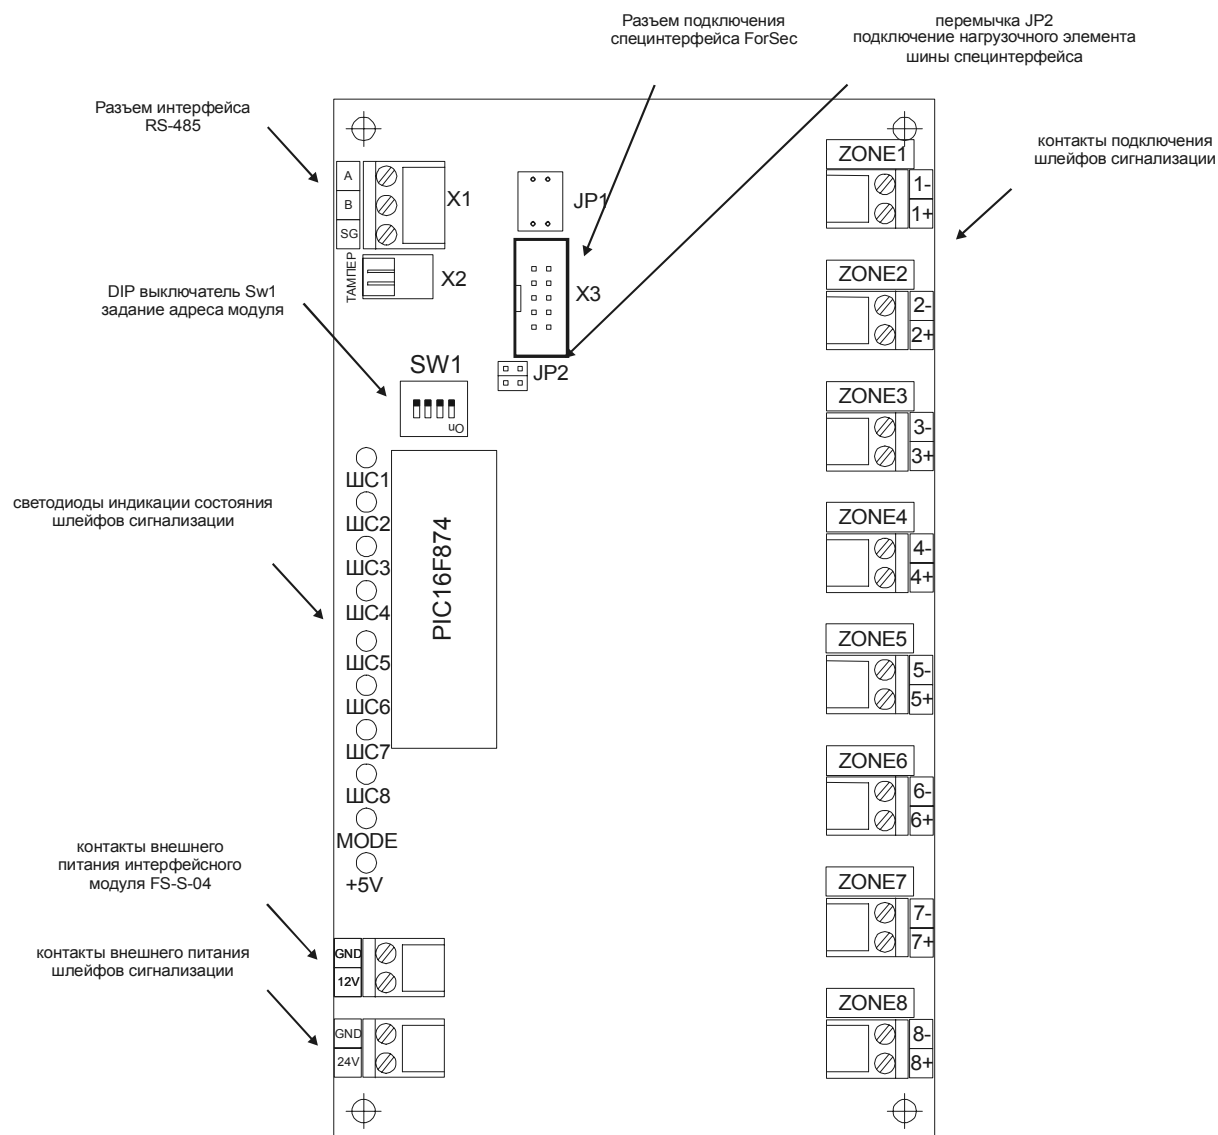 Разъем подключения
специнтерфейса ForSec
перемычка JP2
подключение нагрузочного элемента
шины специнтерфейса
Разъем интерфейса
RS-485
контакты подключения
шлейфов сигнализации
A
B
SG
X1
ТАМПЕР
X2
JP1
X3
JP2
DIP выключатель Sw1
задание адреса модуля
SW1
On
светодиоды индикации состояния
шлейфов сигнализации
ШС1
ШС2
ШС3
ШС4
ШС5
ШС6
ШС7
ШС8
MODE
+5V
PIC16F874
контакты внешнего
питания интерфейсного
модуля FS-S-04
контакты внешнего питания
шлейфов сигнализации
GND
12V
GND
24V
ZONE1
1-
1+
ZONE2
2-
2+
ZONE3
3-
3+
ZONE4
4-
4+
ZONE5
5-
5+
ZONE6
6-
6+
ZONE7
7-
7+
ZONE8
8-
8+